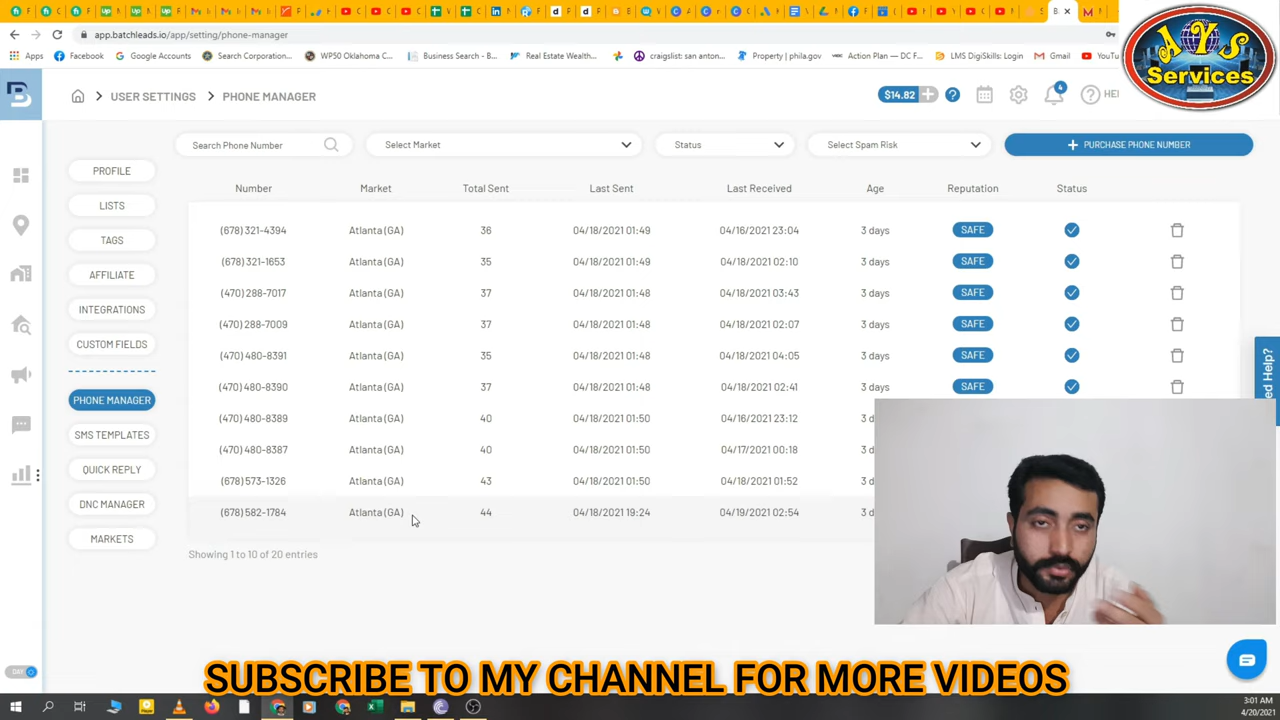 app.batchleads.io/app/setting/phone-manager
Apps
Facebook
Google Accounts
Search Corporation...
WP50 Oklahoma C...
Business Search - B...
Real Estate Wealth...
craigslist: san anton...
Property | phila.gov
Action Plan — DC F...
LMS DigiSkills: Login
Gmail
YouTu
AYS
Services
USER SETTINGS > PHONE MANAGER
$14.82
4
HEL
Search Phone Number
Select Market
Status
Select Spam Risk
+ PURCHASE PHONE NUMBER
PROFILE
LISTS
TAGS
AFFILIATE
INTEGRATIONS
CUSTOM FIELDS
PHONE MANAGER
SMS TEMPLATES
QUICK REPLY
DNC MANAGER
MARKETS
Number Market Total Sent Last Sent Last Received Age Reputation Status
(678) 321-4394 Atlanta (GA) 36 04/18/2021 01:49 04/16/2021 23:04 3 days SAFE
(678) 321-1653 Atlanta (GA) 35 04/18/2021 01:49 04/18/2021 02:10 3 days SAFE
(470) 288-7017 Atlanta (GA) 37 04/18/2021 01:48 04/18/2021 03:43 3 days SAFE
(470) 288-7009 Atlanta (GA) 37 04/18/2021 01:48 04/18/2021 02:07 3 days SAFE
(470) 480-8391 Atlanta (GA) 35 04/18/2021 01:48 04/18/2021 04:05 3 days SAFE
(470) 480-8390 Atlanta (GA) 37 04/18/2021 01:48 04/18/2021 02:41 3 days SAFE
(470) 480-8389 Atlanta (GA) 40 04/18/2021 01:50 04/16/2021 23:12 3 d
(470) 480-8387 Atlanta (GA) 40 04/18/2021 01:50 04/17/2021 00:18 3 d
(678) 573-1326 Atlanta (GA) 43 04/18/2021 01:50 04/18/2021 01:52 3 d
(678) 582-1784 Atlanta (GA) 44 04/18/2021 19:24 04/19/2021 02:54 3 d
Showing 1 to 10 of 20 entries
ed Help?
SUBSCRIBE TO MY CHANNEL FOR MORE VIDEOS
3:01 AM
4/20/2021